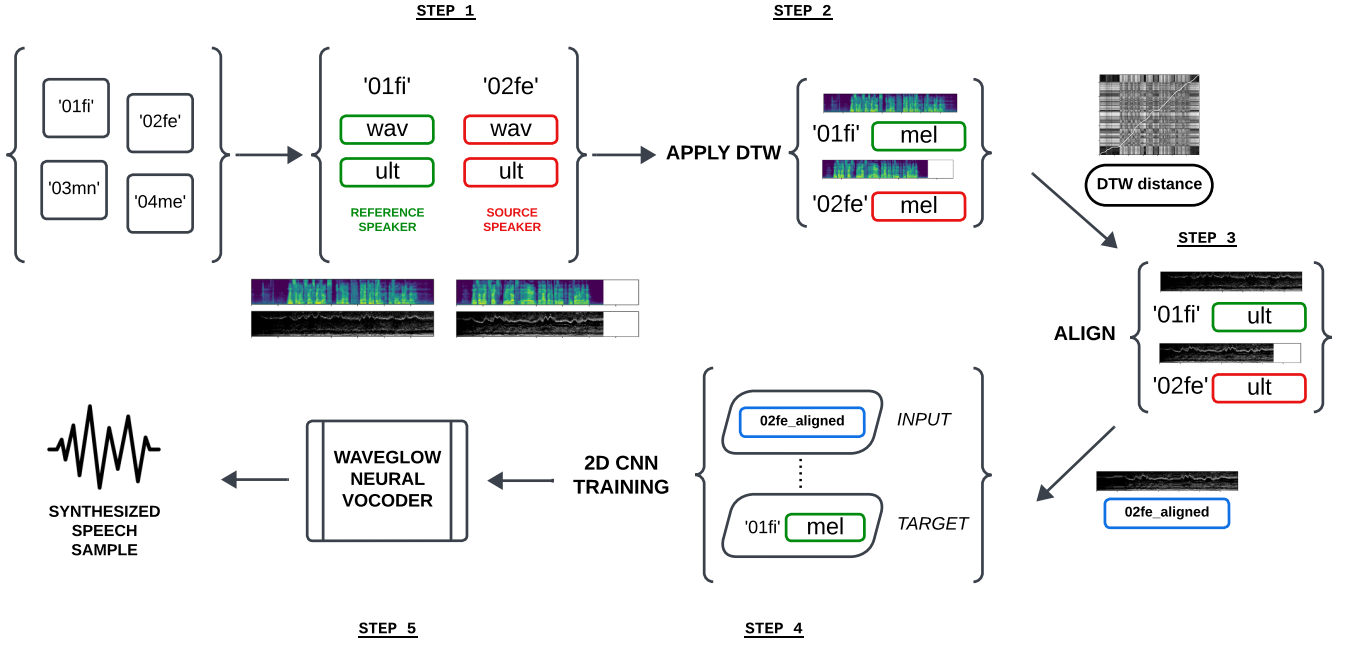 STEP 1
STEP 2
'01fi'
'02fe'
'03mn'
'04me'
'01fi'
'02fe'
wav
wav
ult
ult
REFERENCE
SPEAKER
SOURCE
SPEAKER
APPLY DTW
'01fi'
mel
'02fe'
mel
DTW distance
STEP 3
ALIGN
'01fi'
ult
'02fe'
ult
02fe_aligned
02fe_aligned
INPUT
'01fi'
mel
TARGET
2D CNN
TRAINING
WAVEGLOW
NEURAL
VOCODER
SYNTHESIZED
SPEECH
SAMPLE
STEP 5
STEP 4